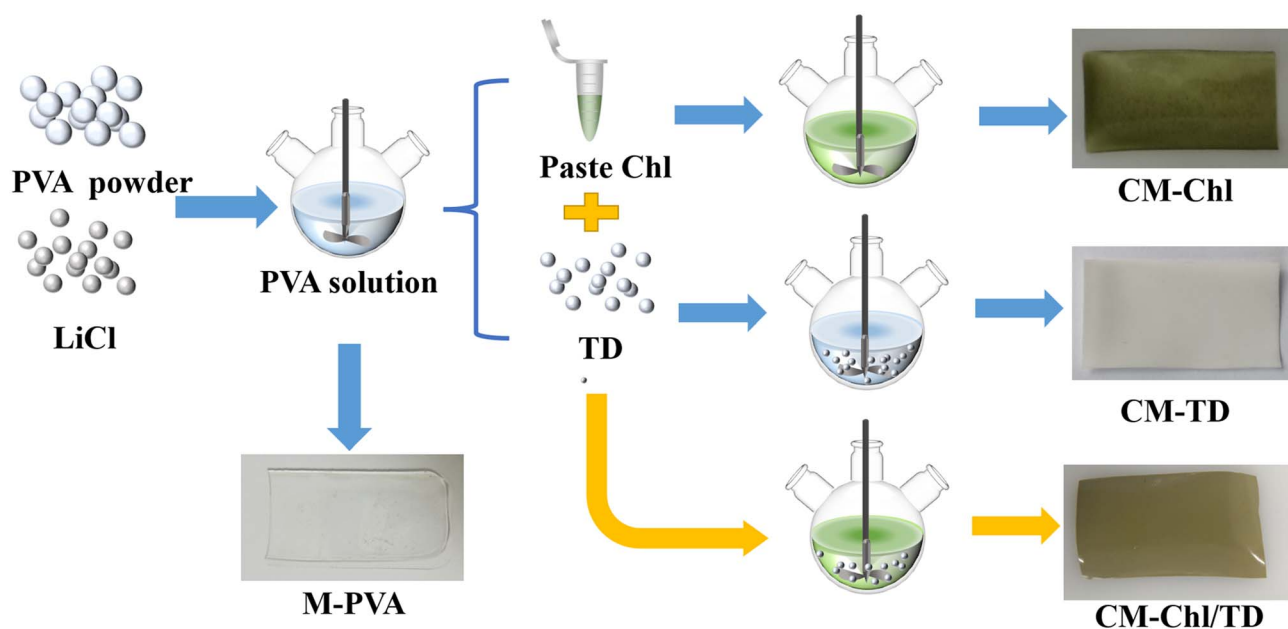 PVA powder
LiCl
PVA solution
M-PVA
Paste Chl
TD
CM-Chl
CM-TD
CM-Chl/TD